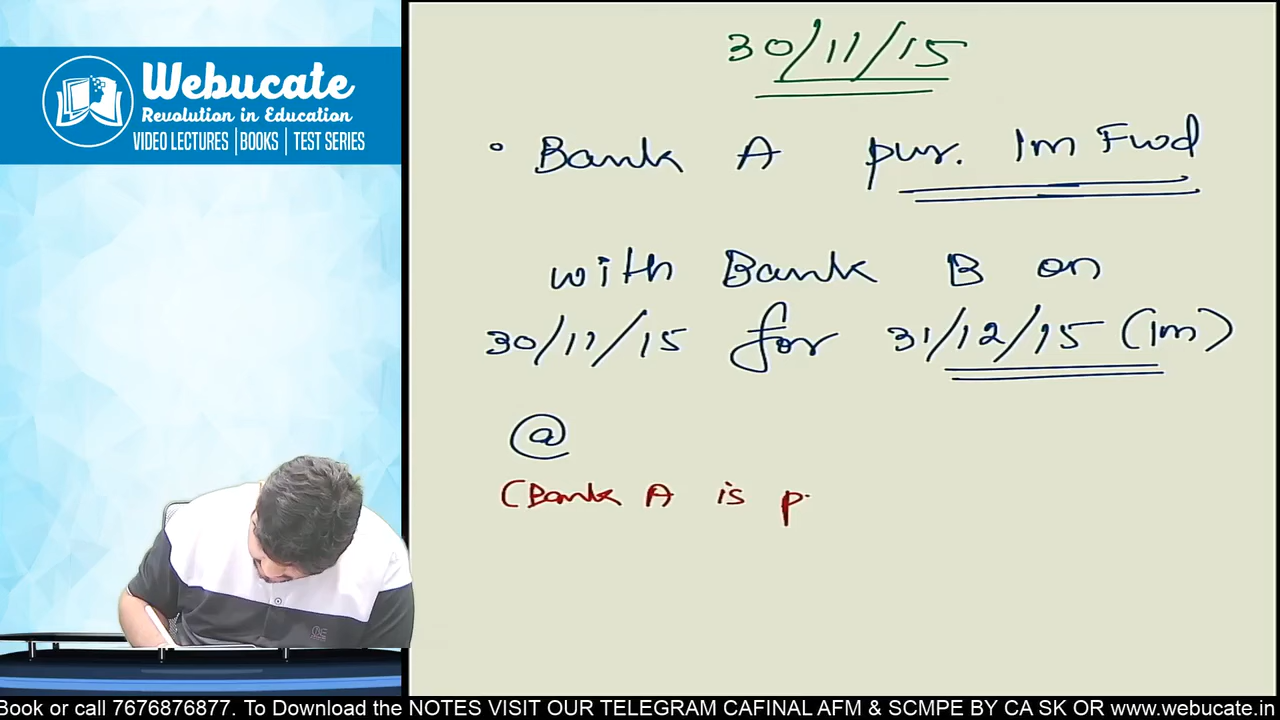 Webucate
Revolution in Education
VIDEO LECTURES | BOOKS | TEST SERIES
30/11/15
Bank A pur. 1m Fwd
with Bank B on
30/11/15 for 31/12/15 (1m)
@
(Bank A is p
Book or call 7676876877. To Download the NOTES VISIT OUR TELEGRAM CAFINAL AFM & SCMPE BY CA SK OR www.webucate.in